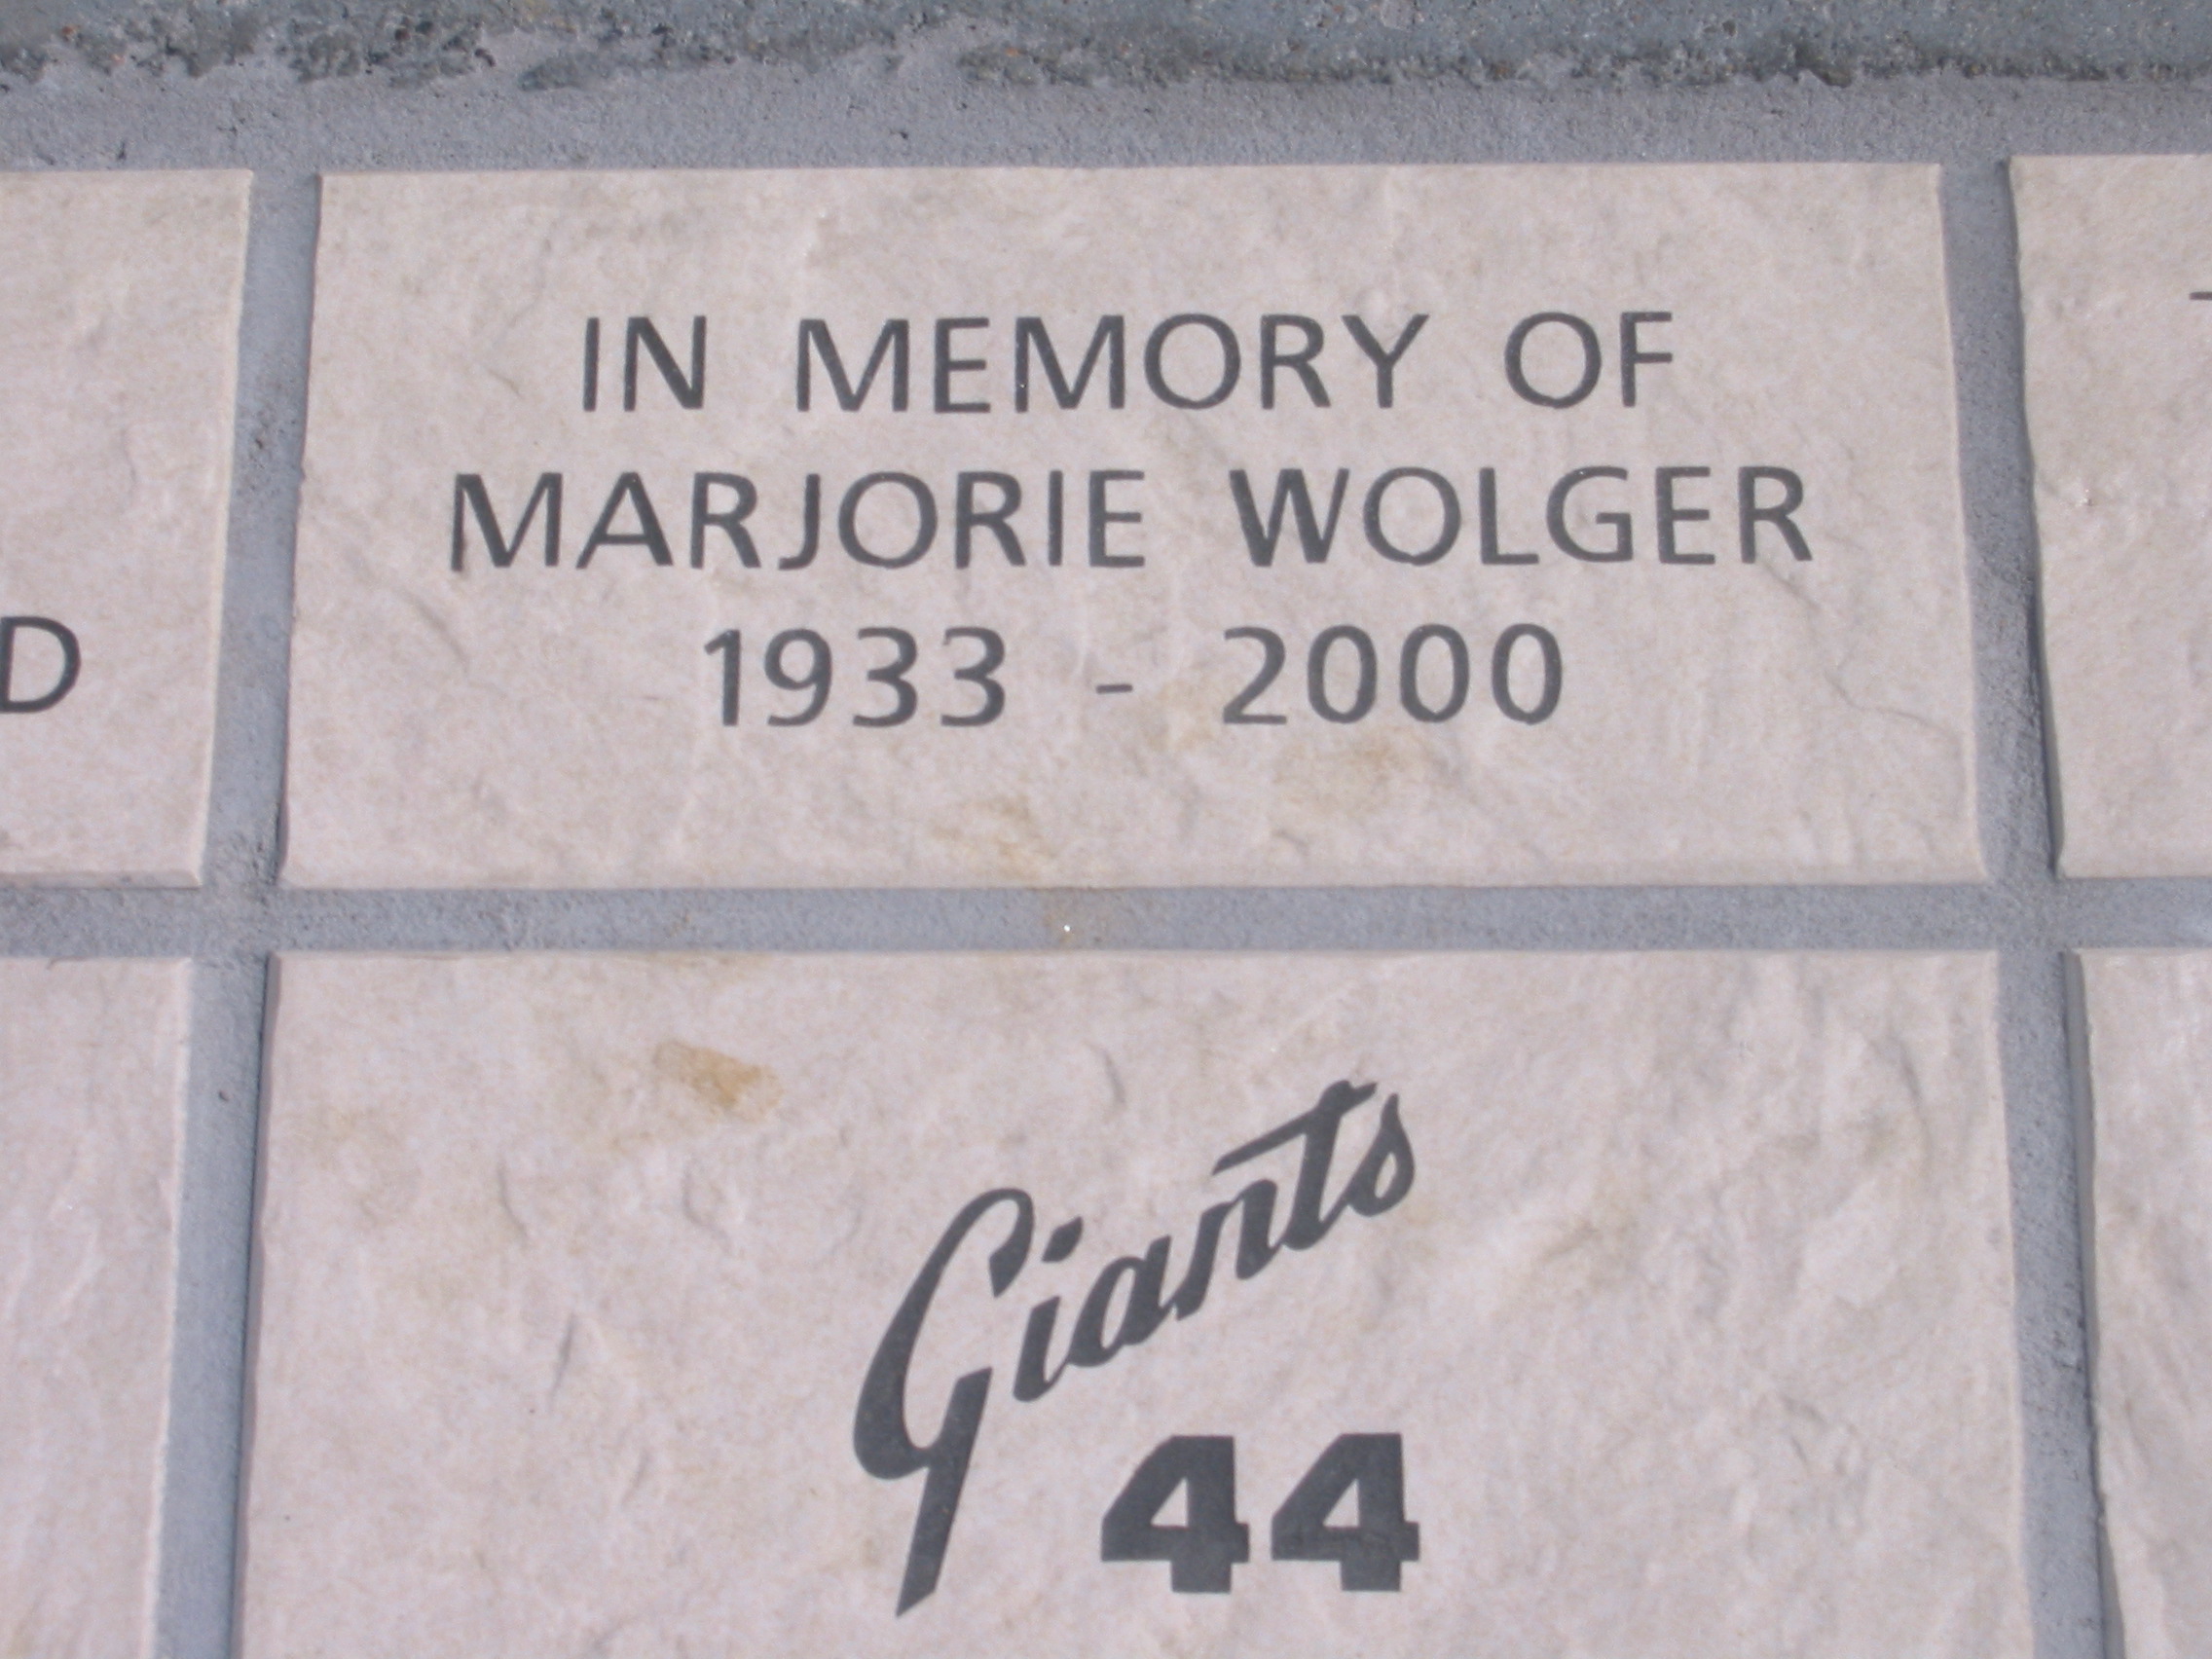 IN MEMORY OF
MARJORIE WOLGER
1933 - 2000
D
Giants
44